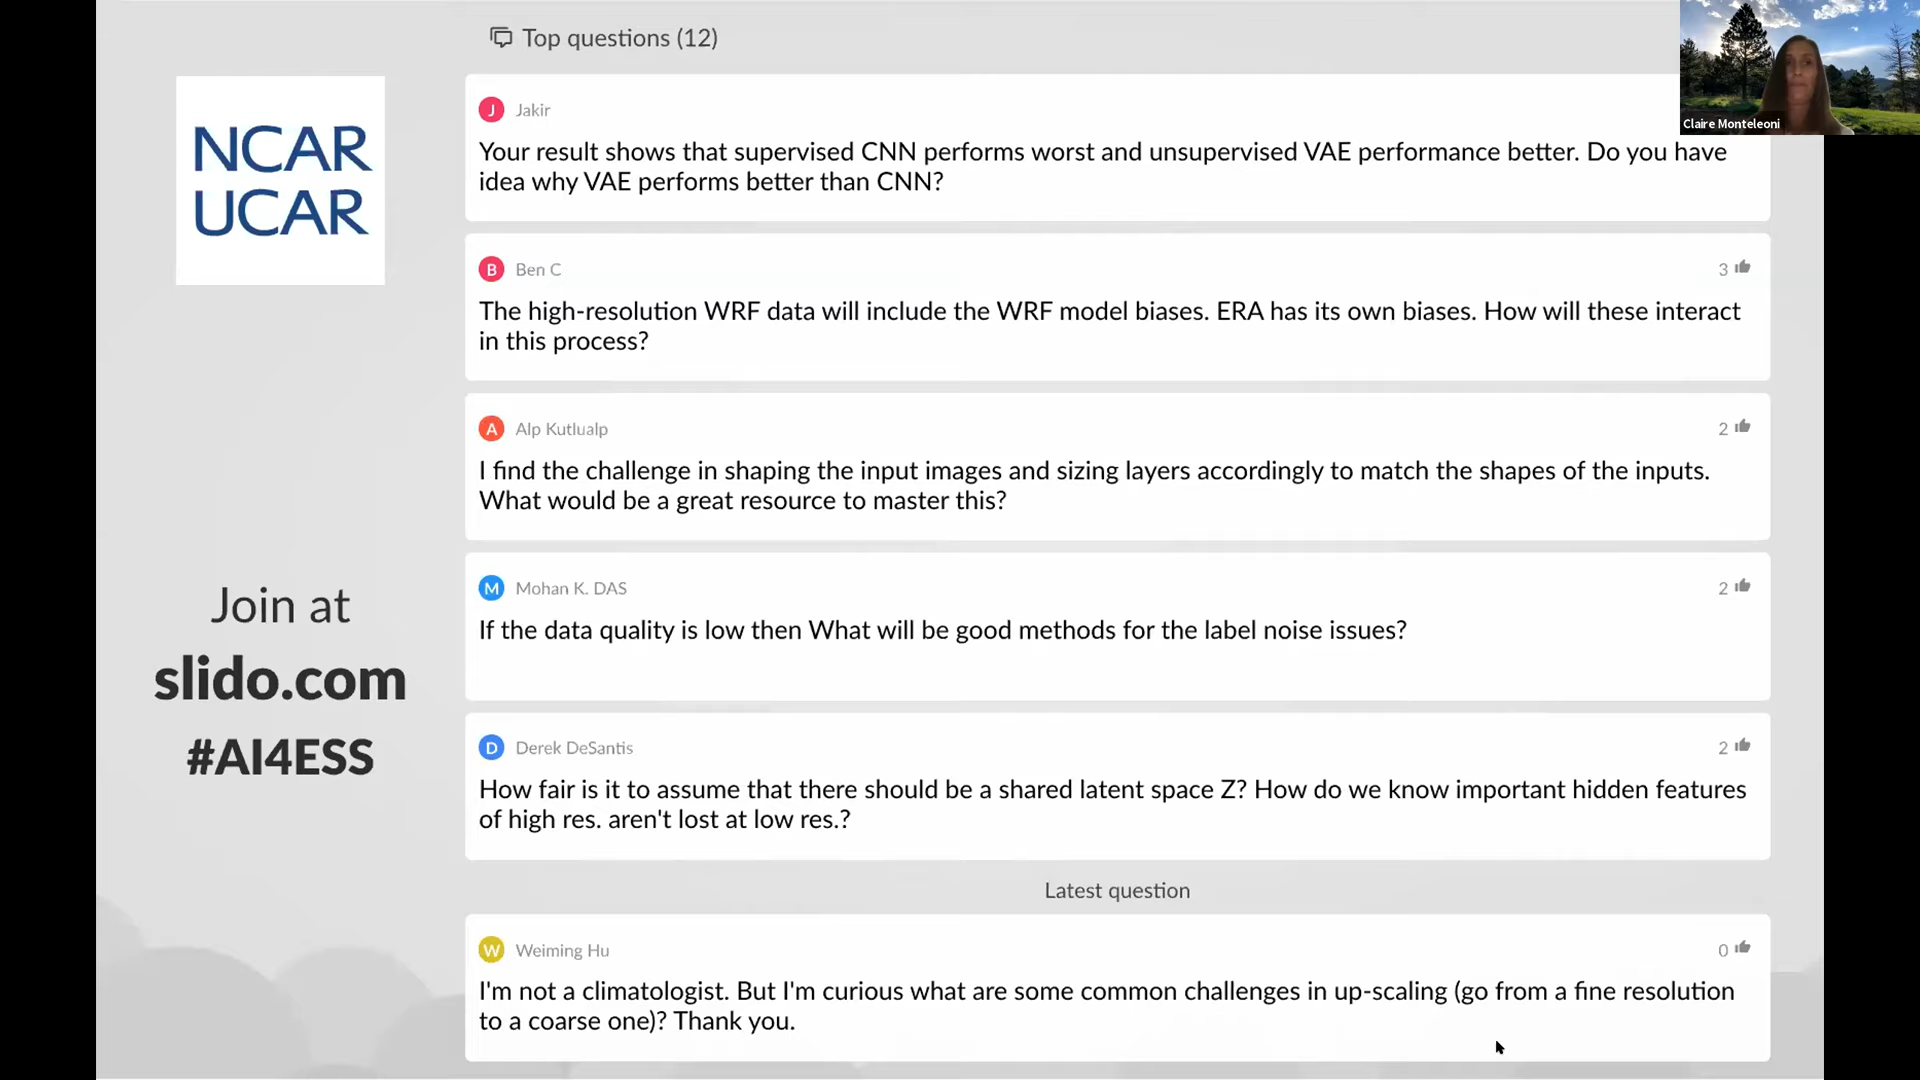 Top questions (12)
NCAR
UCAR
Join at
slido.com
#AI4ESS
J Jakir
Your result shows that supervised CNN performs worst and unsupervised VAE performance better. Do you have
idea why VAE performs better than CNN?
B Ben C 3
The high-resolution WRF data will include the WRF model biases. ERA has its own biases. How will these interact
in this process?
A Alp Kutlualp 2
I find the challenge in shaping the input images and sizing layers accordingly to match the shapes of the inputs.
What would be a great resource to master this?
M Mohan K. DAS 2
If the data quality is low then What will be good methods for the label noise issues?
D Derek DeSantis 2
How fair is it to assume that there should be a shared latent space Z? How do we know important hidden features
of high res. aren't lost at low res.?
Latest question
W Weiming Hu 0
I'm not a climatologist. But I'm curious what are some common challenges in up-scaling (go from a fine resolution
to a coarse one)? Thank you.
Claire Monteleoni